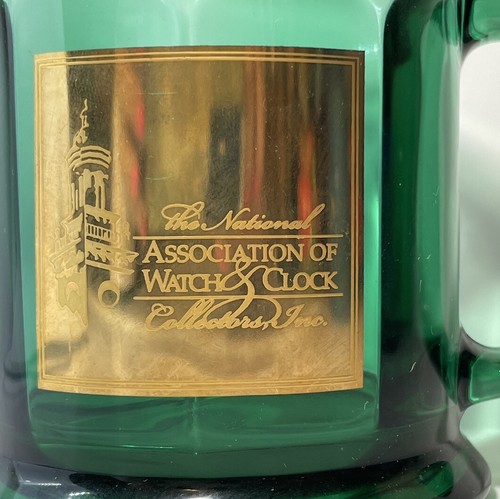 The National
ASSOCIATION OF
WATCH & CLOCK
Collectors, Inc.